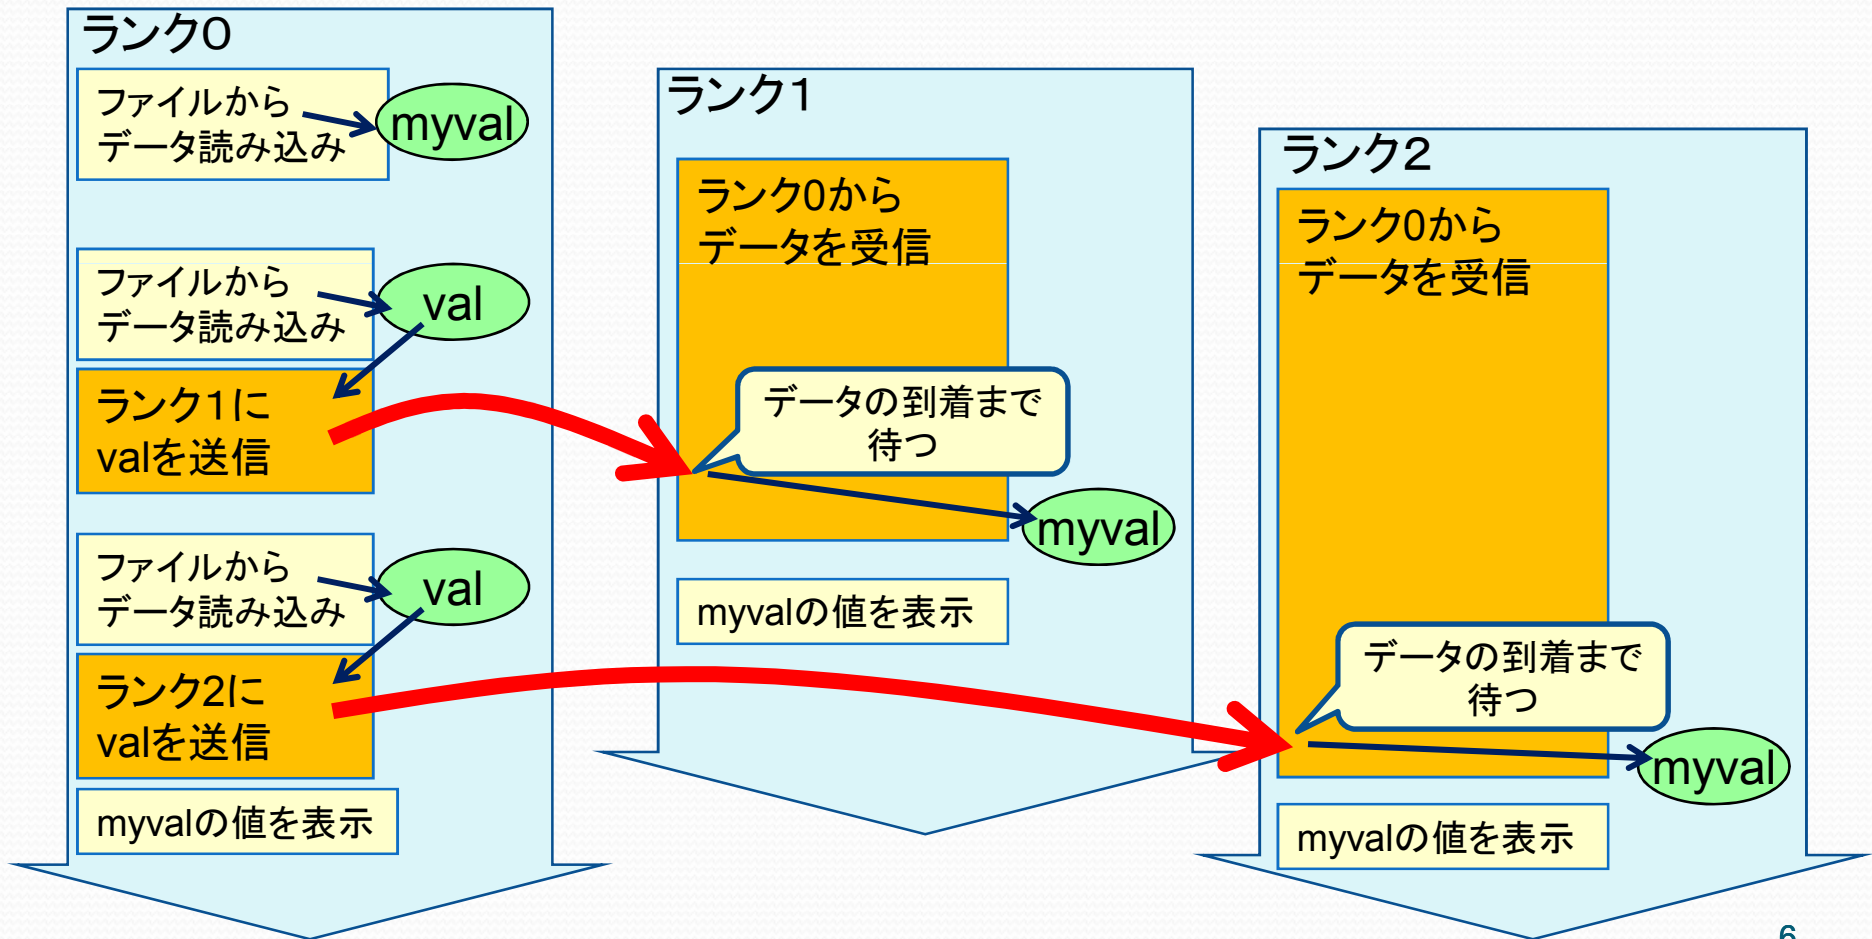 ランク0
ファイルから
データ読み込み
myval
ファイルから
データ読み込み
val
ランク1に
valを送信
ファイルから
データ読み込み
val
ランク2に
valを送信
myvalの値を表示
ランク1
ランク0から
データを受信
データの到着まで
待つ
myval
myvalの値を表示
ランク2
ランク0から
データを受信
データの到着まで
待つ
myval
myvalの値を表示
6